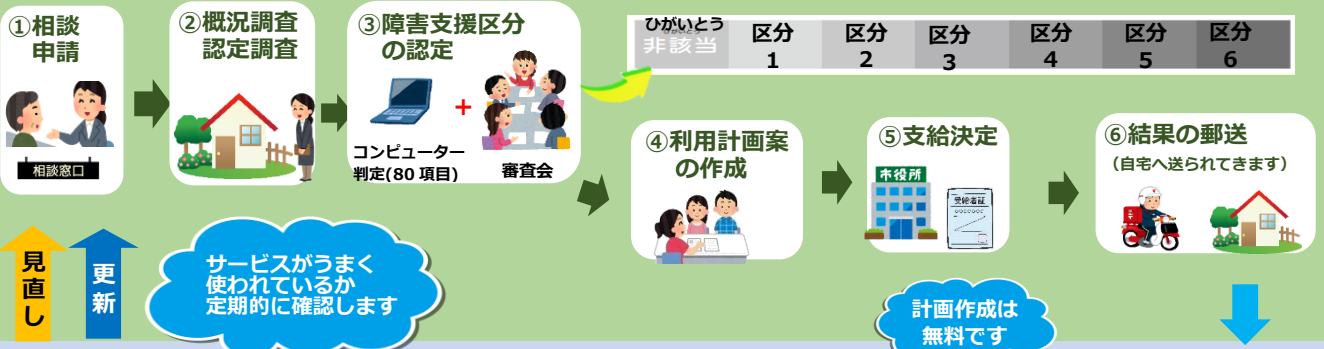 ①相談
申請
相談窓口
②概況調査
認定調査
③障害支援区分
の認定
+
コンピューター
判定(80 項目)
審査会
ひがいとう
非該当
区分
1
区分
2
区分
3
区分
4
区分
5
区分
6
④利用計画案
の作成
⑤支給決定
市役所
受給者証
⑥結果の郵送
（自宅へ送られてきます）
見直し
更新
サービスがうまく
使われているか
定期的に確認します
計画作成は
無料です